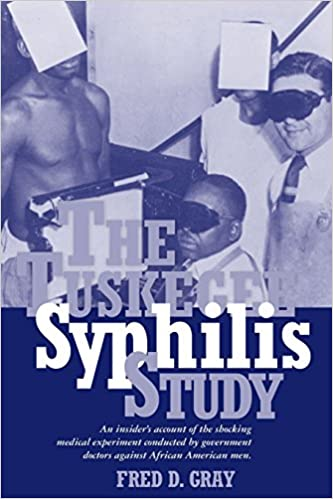 THE
TUSKEGEE
Syphilis
STUDY
An insider's account of the shocking
medical experiment conducted by government
doctors against African American men.
FRED D. GRAY